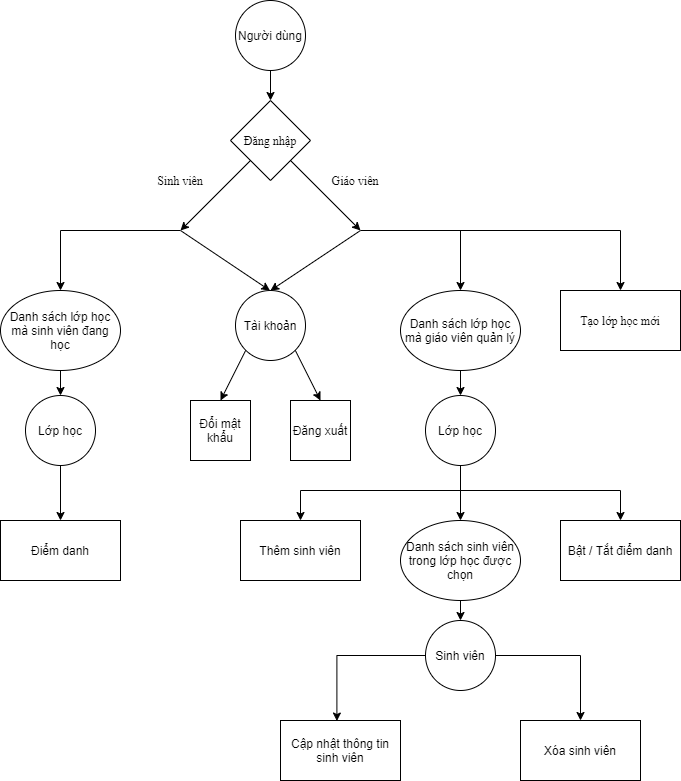 Người dùng
Đăng nhập
Sinh viên
Giáo viên
Danh sách lớp học
mà sinh viên đang
học
Tài khoản
Danh sách lớp học
mà giáo viên quản lý
Tạo lớp học mới
Lớp học
Đổi mật
khẩu
Đăng xuất
Lớp học
Điểm danh
Thêm sinh viên
Danh sách sinh viên
trong lớp học được
chọn
Bật / Tắt điểm danh
Sinh viên
Cập nhật thông tin
sinh viên
Xóa sinh viên